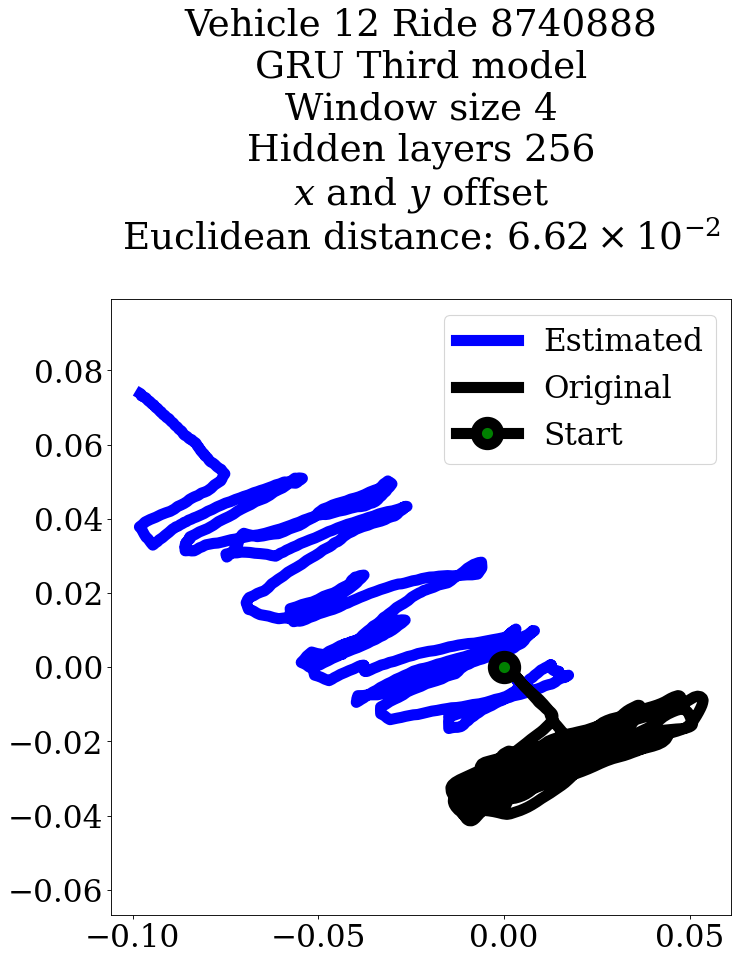 Vehicle 12 Ride 8740888
GRU Third model
Window size 4
Hidden layers 256
x and y offset
Euclidean distance: 6.62 × 10⁻²
Estimated
Original
Start
0.08
0.06
0.04
0.02
0.00
−0.02
−0.04
−0.06
−0.10 −0.05 0.00 0.05